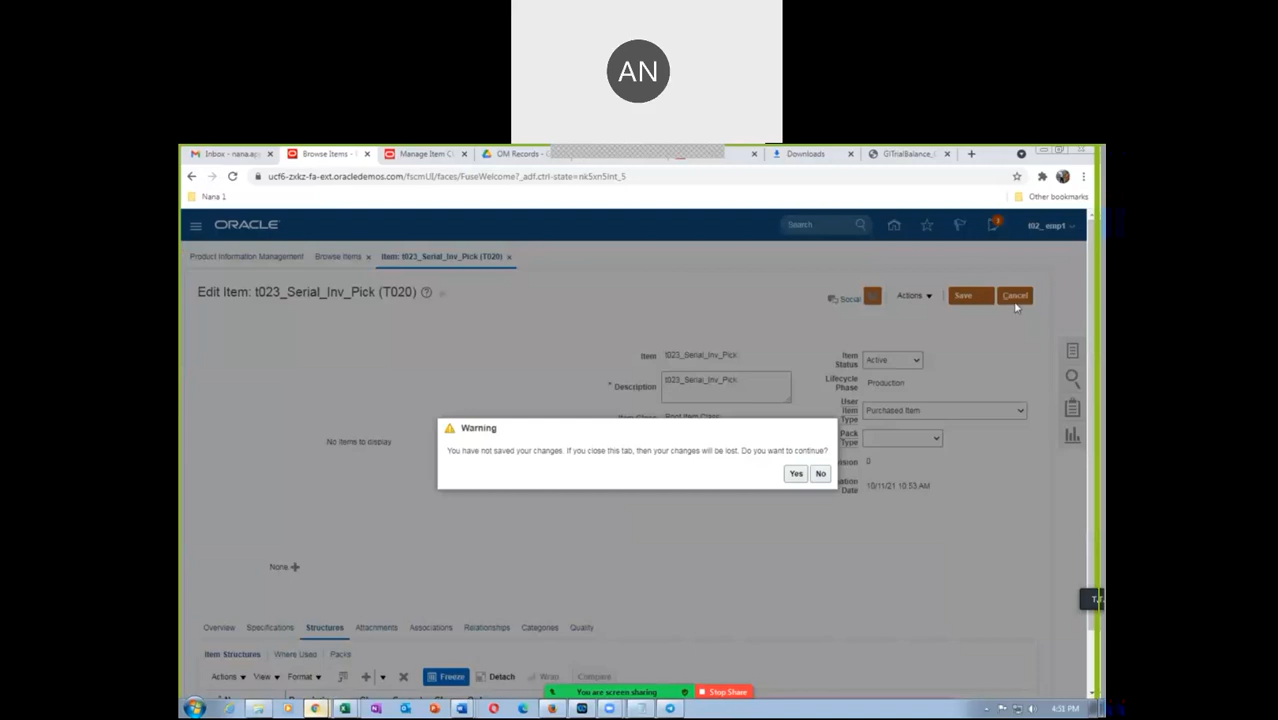 AN
Inbox - nana.ap
Browse Items -
Manage Item C
OM Records - G
Downloads
GlTrialBalance_
ucf6-zxkz-fa-ext.oracledemos.com/fscmUI/faces/FuseWelcome?_adf.ctrl-state=nk5xn5lnt_5
Nana 1
Other bookmarks
ORACLE
Search
t02_emp1
Product Information Management
Browse Items
Item: t023_Serial_Inv_Pick (T020)
Edit Item: t023_Serial_Inv_Pick (T020)
Social
Actions
Save
Cancel
Item t023_Serial_Inv_Pick
Item Status Active
* Description t023_Serial_Inv_Pick
Lifecycle Phase Production
User Item Type Purchased Item
Root Item Class
Pack Type
No items to display
Warning
You have not saved your changes. If you close this tab, then your changes will be lost. Do you want to continue?
Yes
No
0
Date 10/11/21 10:53 AM
None
Overview
Specifications
Structures
Attachments
Associations
Relationships
Categories
Quality
Item Structures
Where Used
Packs
Actions
View
Format
Freeze
Detach
Wrap
Compare
You are screen sharing
Stop Share
4:51 PM